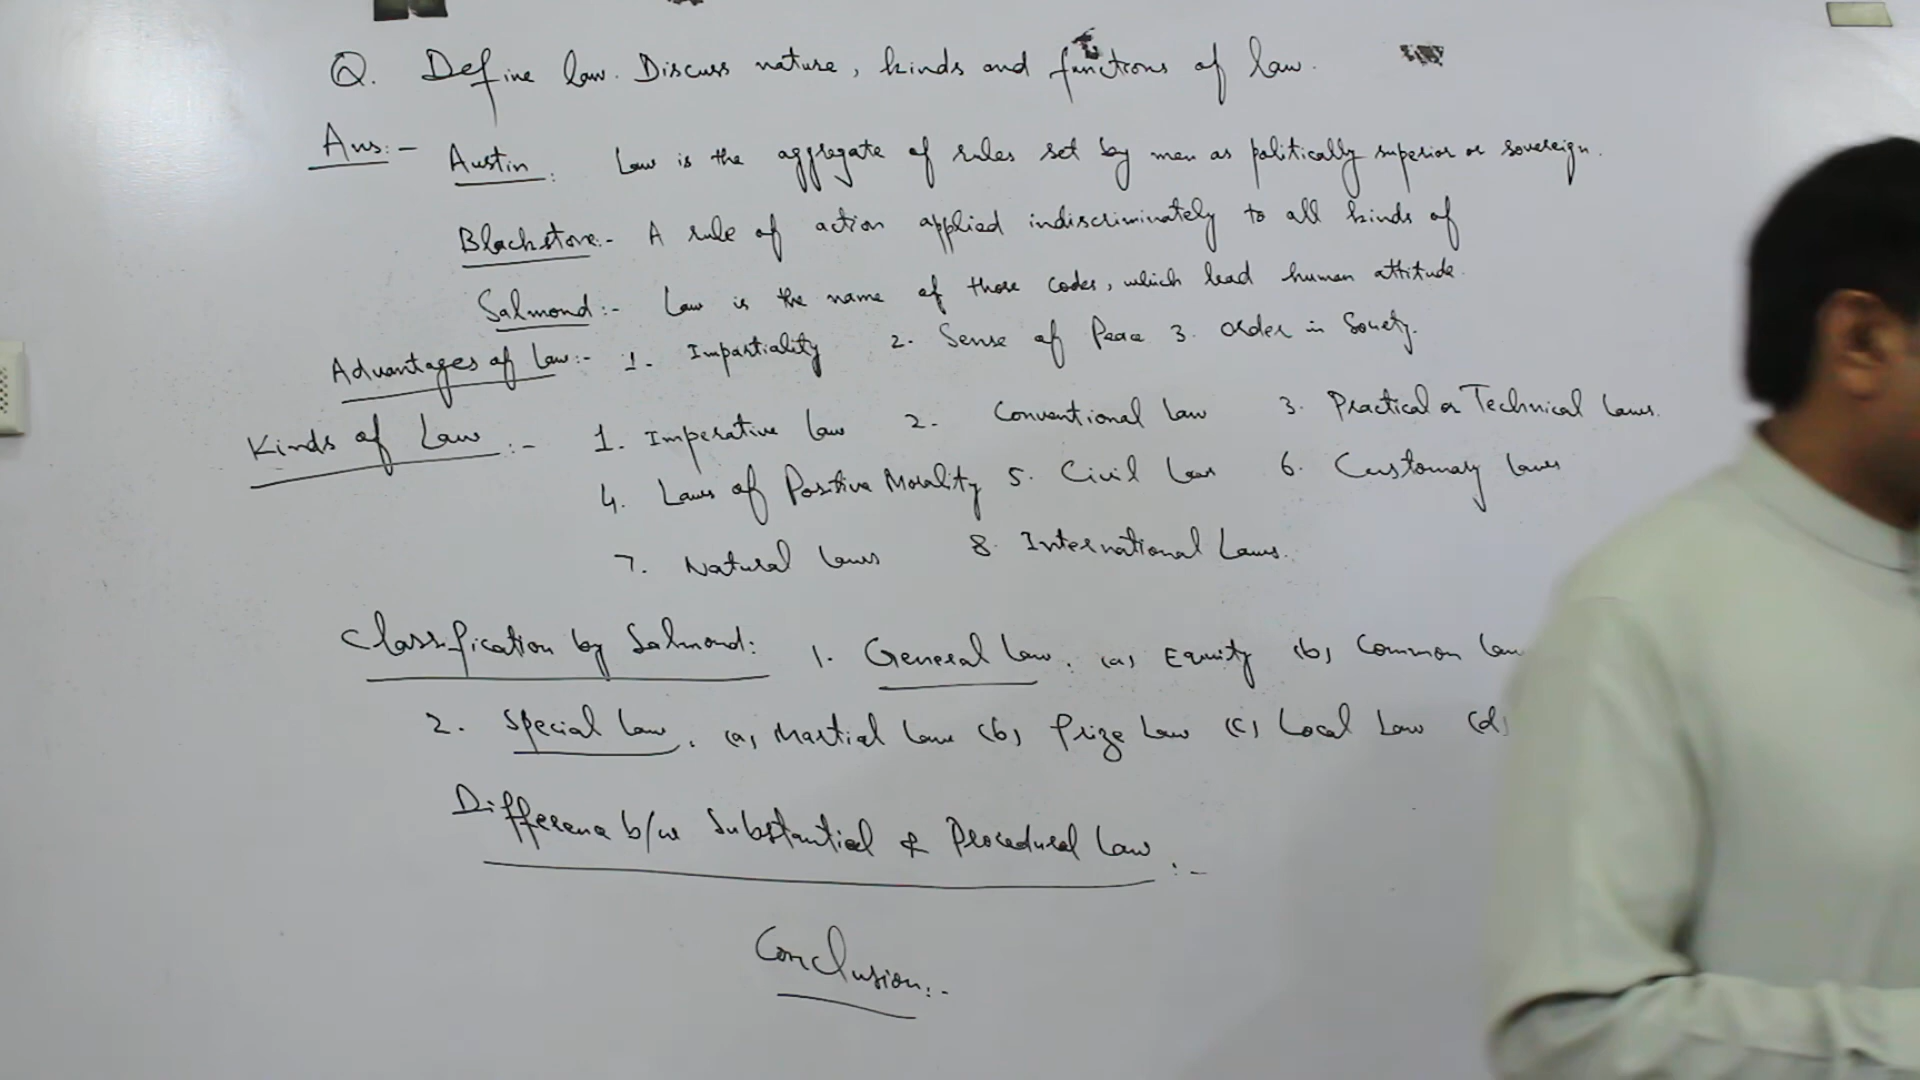 Q. Define law. Discuss nature, kinds and functions of law.
Ans:- Austin: Law is the aggregate of rules set by men as politically superior or sovereign.
Blackstone:- A rule of action applied indiscriminately to all kinds of
Salmond:- Law is the name of those codes, which lead human attitude.
Advantages of Law:- 1. Impartiality 2. Sense of Peace 3. Order in Society.
Kinds of Law:- 1. Imperative law 2. Conventional law 3. Practical or Technical Laws.
4. Laws of Positive Morality 5. Civil Law 6. Customary laws
7. Natural laws 8. International Laws.
Classification by Salmond: 1. General Law. (a) Equity (b) Common law
2. Special Law. (a) Martial Law (b) Prize Law (c) Local Law (d)
Difference b/w Substantial & Procedural Law:-
Conclusion:-